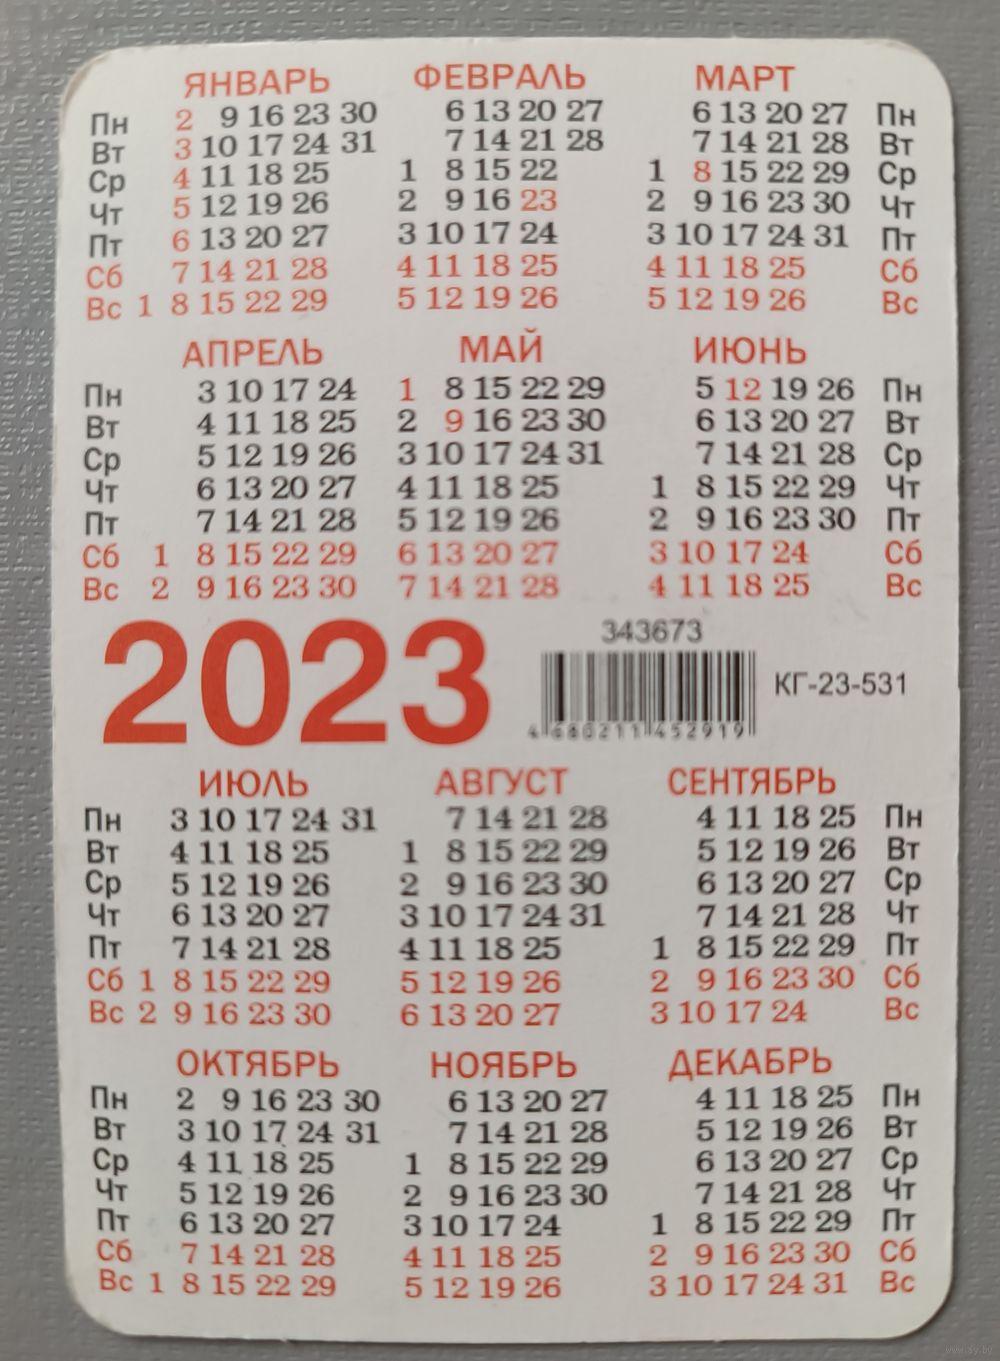 ЯНВАРЬ ФЕВРАЛЬ МАРТ
Пн 2 9 16 23 30 6 13 20 27 6 13 20 27 Пн
Вт 3 10 17 24 31 7 14 21 28 7 14 21 28 Вт
Ср 4 11 18 25 1 8 15 22 1 8 15 22 29 Ср
Чт 5 12 19 26 2 9 16 23 2 9 16 23 30 Чт
Пт 6 13 20 27 3 10 17 24 3 10 17 24 31 Пт
Сб 7 14 21 28 4 11 18 25 4 11 18 25 Сб
Вс 1 8 15 22 29 5 12 19 26 5 12 19 26 Вс
АПРЕЛЬ МАЙ ИЮНЬ
Пн 3 10 17 24 1 8 15 22 29 5 12 19 26 Пн
Вт 4 11 18 25 2 9 16 23 30 6 13 20 27 Вт
Ср 5 12 19 26 3 10 17 24 31 7 14 21 28 Ср
Чт 6 13 20 27 4 11 18 25 1 8 15 22 29 Чт
Пт 7 14 21 28 5 12 19 26 2 9 16 23 30 Пт
Сб 1 8 15 22 29 6 13 20 27 3 10 17 24 Сб
Вс 2 9 16 23 30 7 14 21 28 4 11 18 25 Вс
2023
343673
4 680211 452919
КГ-23-531
ИЮЛЬ АВГУСТ СЕНТЯБРЬ
Пн 3 10 17 24 31 7 14 21 28 4 11 18 25 Пн
Вт 4 11 18 25 1 8 15 22 29 5 12 19 26 Вт
Ср 5 12 19 26 2 9 16 23 30 6 13 20 27 Ср
Чт 6 13 20 27 3 10 17 24 31 7 14 21 28 Чт
Пт 7 14 21 28 4 11 18 25 1 8 15 22 29 Пт
Сб 1 8 15 22 29 5 12 19 26 2 9 16 23 30 Сб
Вс 2 9 16 23 30 6 13 20 27 3 10 17 24 Вс
ОКТЯБРЬ НОЯБРЬ ДЕКАБРЬ
Пн 2 9 16 23 30 6 13 20 27 4 11 18 25 Пн
Вт 3 10 17 24 31 7 14 21 28 5 12 19 26 Вт
Ср 4 11 18 25 1 8 15 22 29 6 13 20 27 Ср
Чт 5 12 19 26 2 9 16 23 30 7 14 21 28 Чт
Пт 6 13 20 27 3 10 17 24 1 8 15 22 29 Пт
Сб 7 14 21 28 4 11 18 25 2 9 16 23 30 Сб
Вс 1 8 15 22 29 5 12 19 26 3 10 17 24 31 Вс
www.ay.by